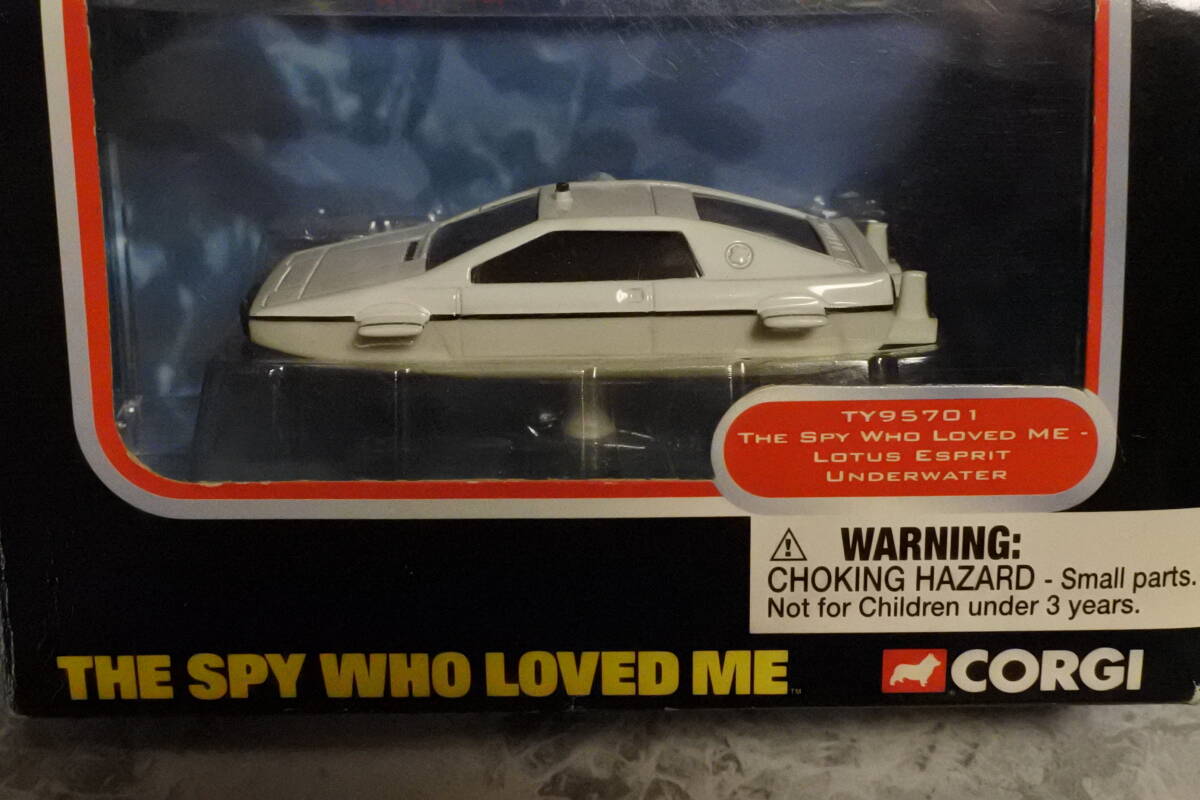 TY95701
THE SPY WHO LOVED ME -
LOTUS ESPRIT
UNDERWATER
WARNING:
CHOKING HAZARD - Small parts.
Not for Children under 3 years.
THE SPY WHO LOVED ME™
CORGI®